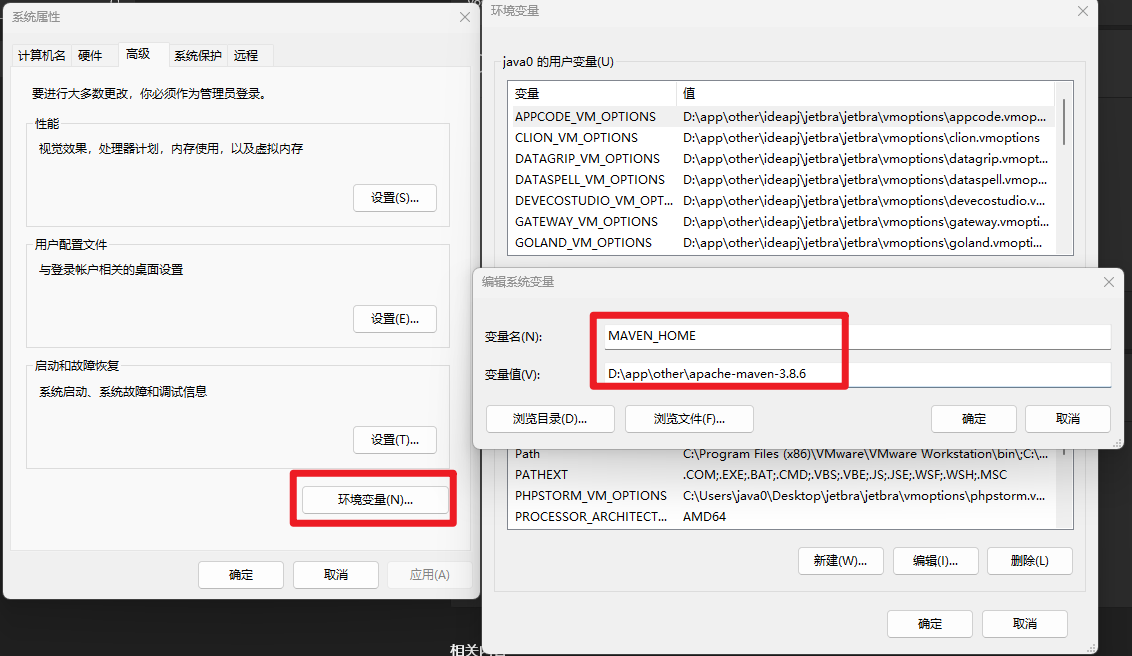 系统属性
计算机名
硬件
高级
系统保护
远程
要进行大多数更改，你必须作为管理员登录。
性能
视觉效果，处理器计划，内存使用，以及虚拟内存
设置(S)...
用户配置文件
与登录帐户相关的桌面设置
设置(E)...
启动和故障恢复
系统启动、系统故障和调试信息
设置(T)...
环境变量(N)...
确定
取消
应用(A)
环境变量
java0 的用户变量(U)
变量 值
APPCODE_VM_OPTIONS D:\app\other\ideapj\jetbra\jetbra\vmoptions\appcode.vmop...
CLION_VM_OPTIONS D:\app\other\ideapj\jetbra\jetbra\vmoptions\clion.vmoptions
DATAGRIP_VM_OPTIONS D:\app\other\ideapj\jetbra\jetbra\vmoptions\datagrip.vmopt...
DATASPELL_VM_OPTIONS D:\app\other\ideapj\jetbra\jetbra\vmoptions\dataspell.vmop...
DEVECOSTUDIO_VM_OPT... D:\app\other\ideapj\jetbra\jetbra\vmoptions\devecostudio.v...
GATEWAY_VM_OPTIONS D:\app\other\ideapj\jetbra\jetbra\vmoptions\gateway.vmopti...
GOLAND_VM_OPTIONS D:\app\other\ideapj\jetbra\jetbra\vmoptions\goland.vmopti...
编辑系统变量
变量名(N): MAVEN_HOME
变量值(V): D:\app\other\apache-maven-3.8.6
浏览目录(D)...
浏览文件(F)...
确定
取消
Path C:\Program Files (x86)\VMware\VMware Workstation\bin\;C:\...
PATHEXT .COM;.EXE;.BAT;.CMD;.VBS;.VBE;.JS;.JSE;.WSF;.WSH;.MSC
PHPSTORM_VM_OPTIONS C:\Users\java0\Desktop\jetbra\jetbra\vmoptions\phpstorm.v...
PROCESSOR_ARCHITECT... AMD64
新建(W)...
编辑(I)...
删除(L)
确定
取消
相关